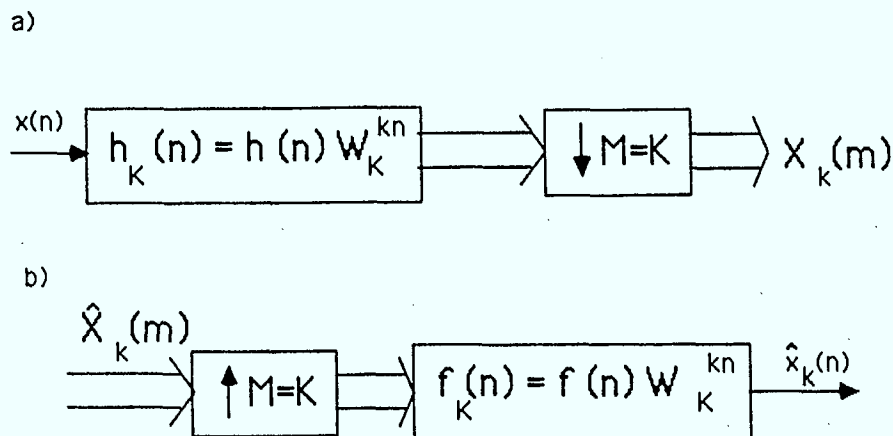 a)
x(n)
h_K(n) = h(n) W_K^{kn}
↓ M=K
X_k(m)
b)
X̂_k(m)
↑ M=K
f_K(n) = f(n) W_K^{kn}
x̂_k(n)